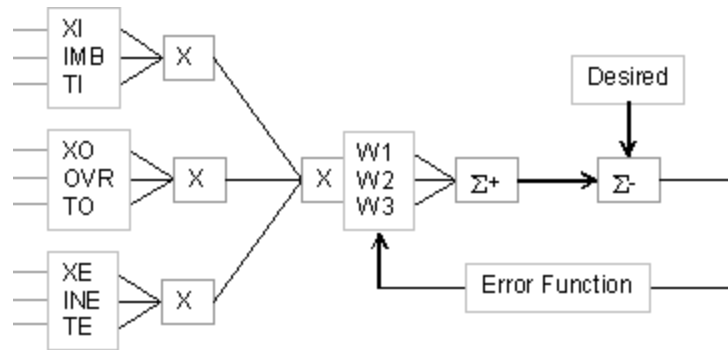 XI
IMB
TI
X
XO
OVR
TO
X
XE
INE
TE
X
X
W1
W2
W3
Σ+
Desired
Σ-
Error Function